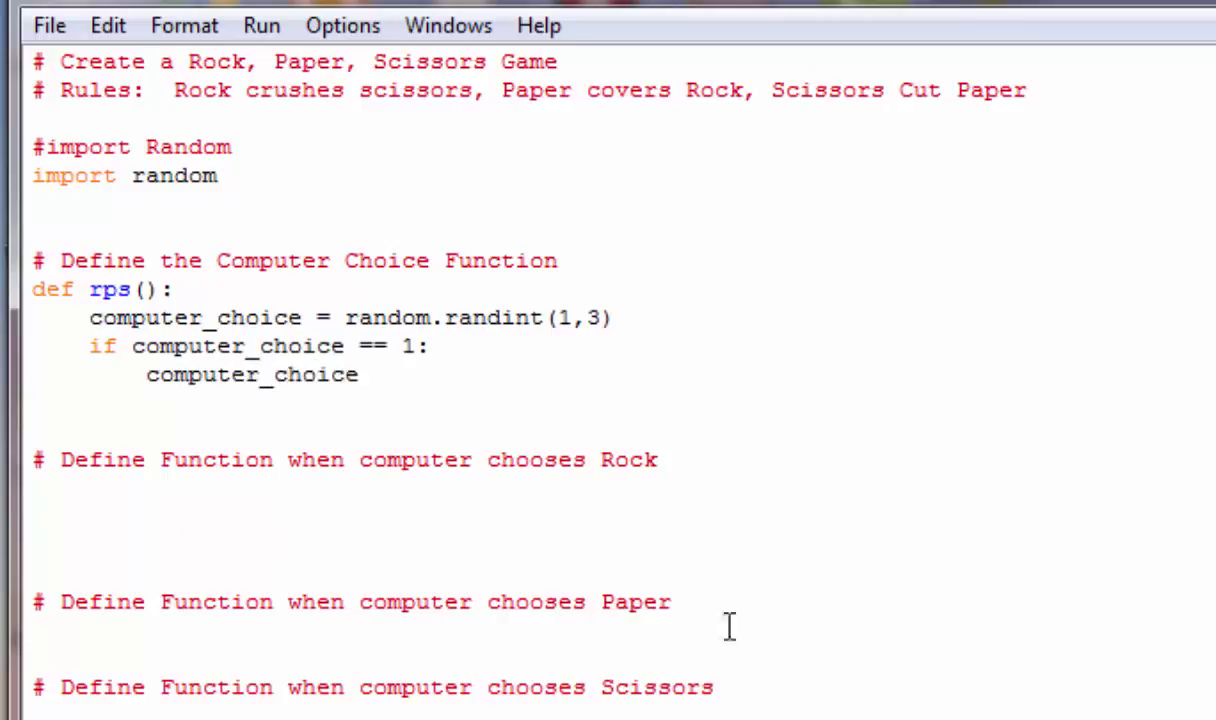 File Edit Format Run Options Windows Help
# Create a Rock, Paper, Scissors Game
# Rules:  Rock crushes scissors, Paper covers Rock, Scissors Cut Paper
#import Random
import random
# Define the Computer Choice Function
def rps():
    computer_choice = random.randint(1,3)
    if computer_choice == 1:
        computer_choice
# Define Function when computer chooses Rock
# Define Function when computer chooses Paper
# Define Function when computer chooses Scissors